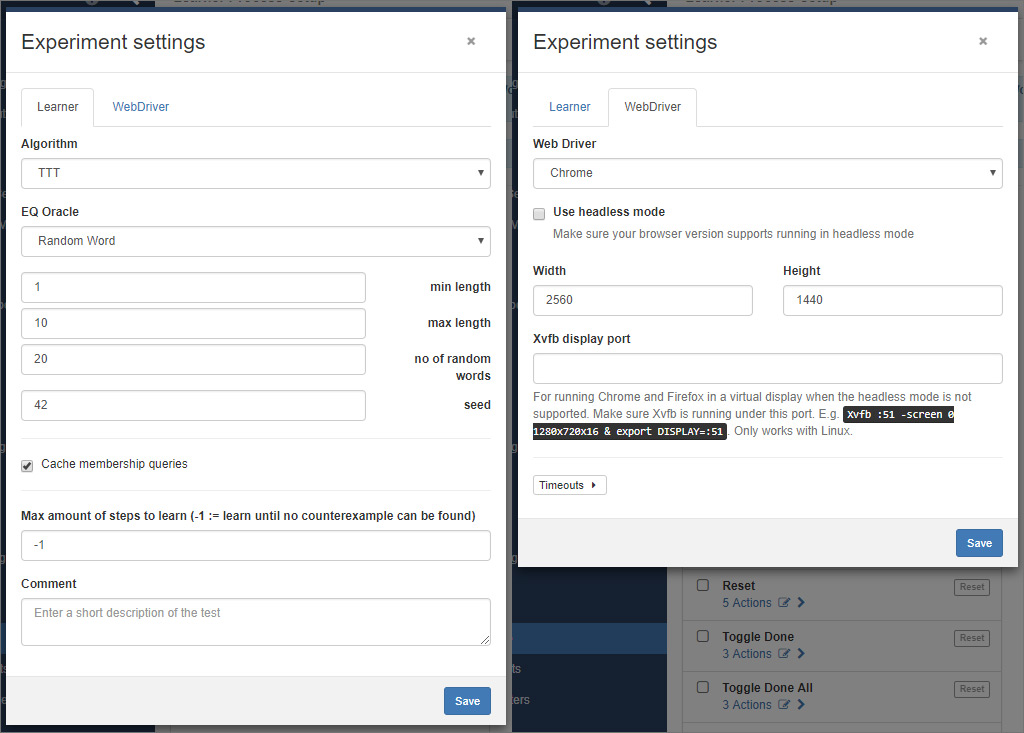 Experiment settings ×
Learner WebDriver
Algorithm
TTT
EQ Oracle
Random Word
1 min length
10 max length
20 no of random
words
42 seed
Cache membership queries
Max amount of steps to learn (-1 := learn until no counterexample can be found)
-1
Comment
Enter a short description of the test
Save
Experiment settings ×
Learner WebDriver
Web Driver
Chrome
Use headless mode
Make sure your browser version supports running in headless mode
Width Height
2560 1440
Xvfb display port
For running Chrome and Firefox in a virtual display when the headless mode is not
supported. Make sure Xvfb is running under this port. E.g. Xvfb :51 -screen 0
1280x720x16 & export DISPLAY=:51 . Only works with Linux.
Timeouts
Save
Reset Reset
5 Actions
Toggle Done Reset
3 Actions
Toggle Done All Reset
3 Actions